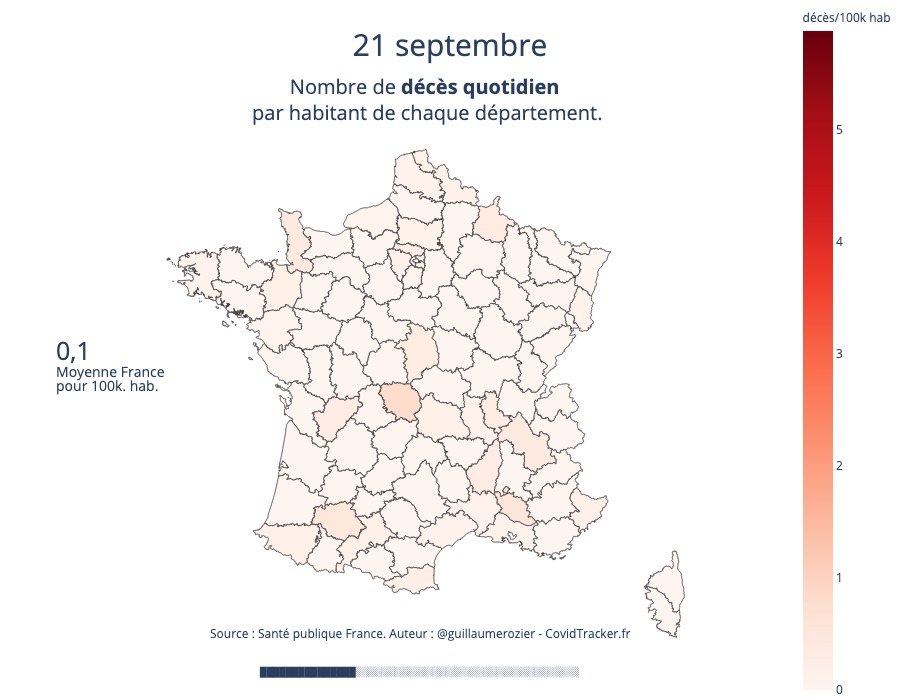 décès/100k hab
21 septembre
Nombre de décès quotidien
par habitant de chaque département.
5
4
3
2
1
0
0,1
Moyenne France
pour 100k. hab.
Source : Santé publique France. Auteur : @guillaumerozier - CovidTracker.fr